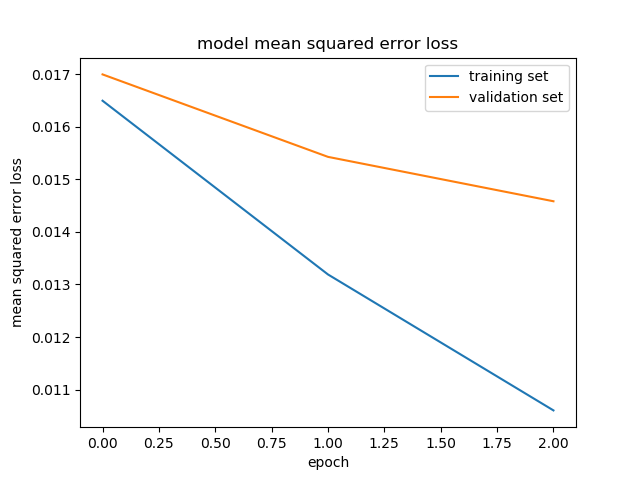 model mean squared error loss
training set
validation set
0.017
0.016
0.015
0.014
0.013
0.012
0.011
mean squared error loss
0.00 0.25 0.50 0.75 1.00 1.25 1.50 1.75 2.00
epoch